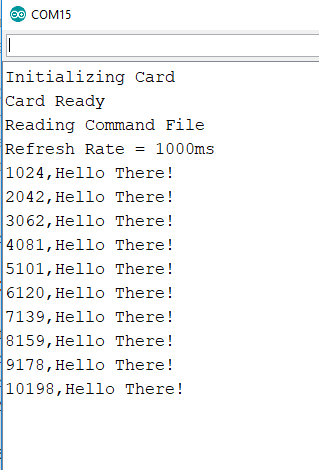 COM15
Initializing Card
Card Ready
Reading Command File
Refresh Rate = 1000ms
1024,Hello There!
2042,Hello There!
3062,Hello There!
4081,Hello There!
5101,Hello There!
6120,Hello There!
7139,Hello There!
8159,Hello There!
9178,Hello There!
10198,Hello There!